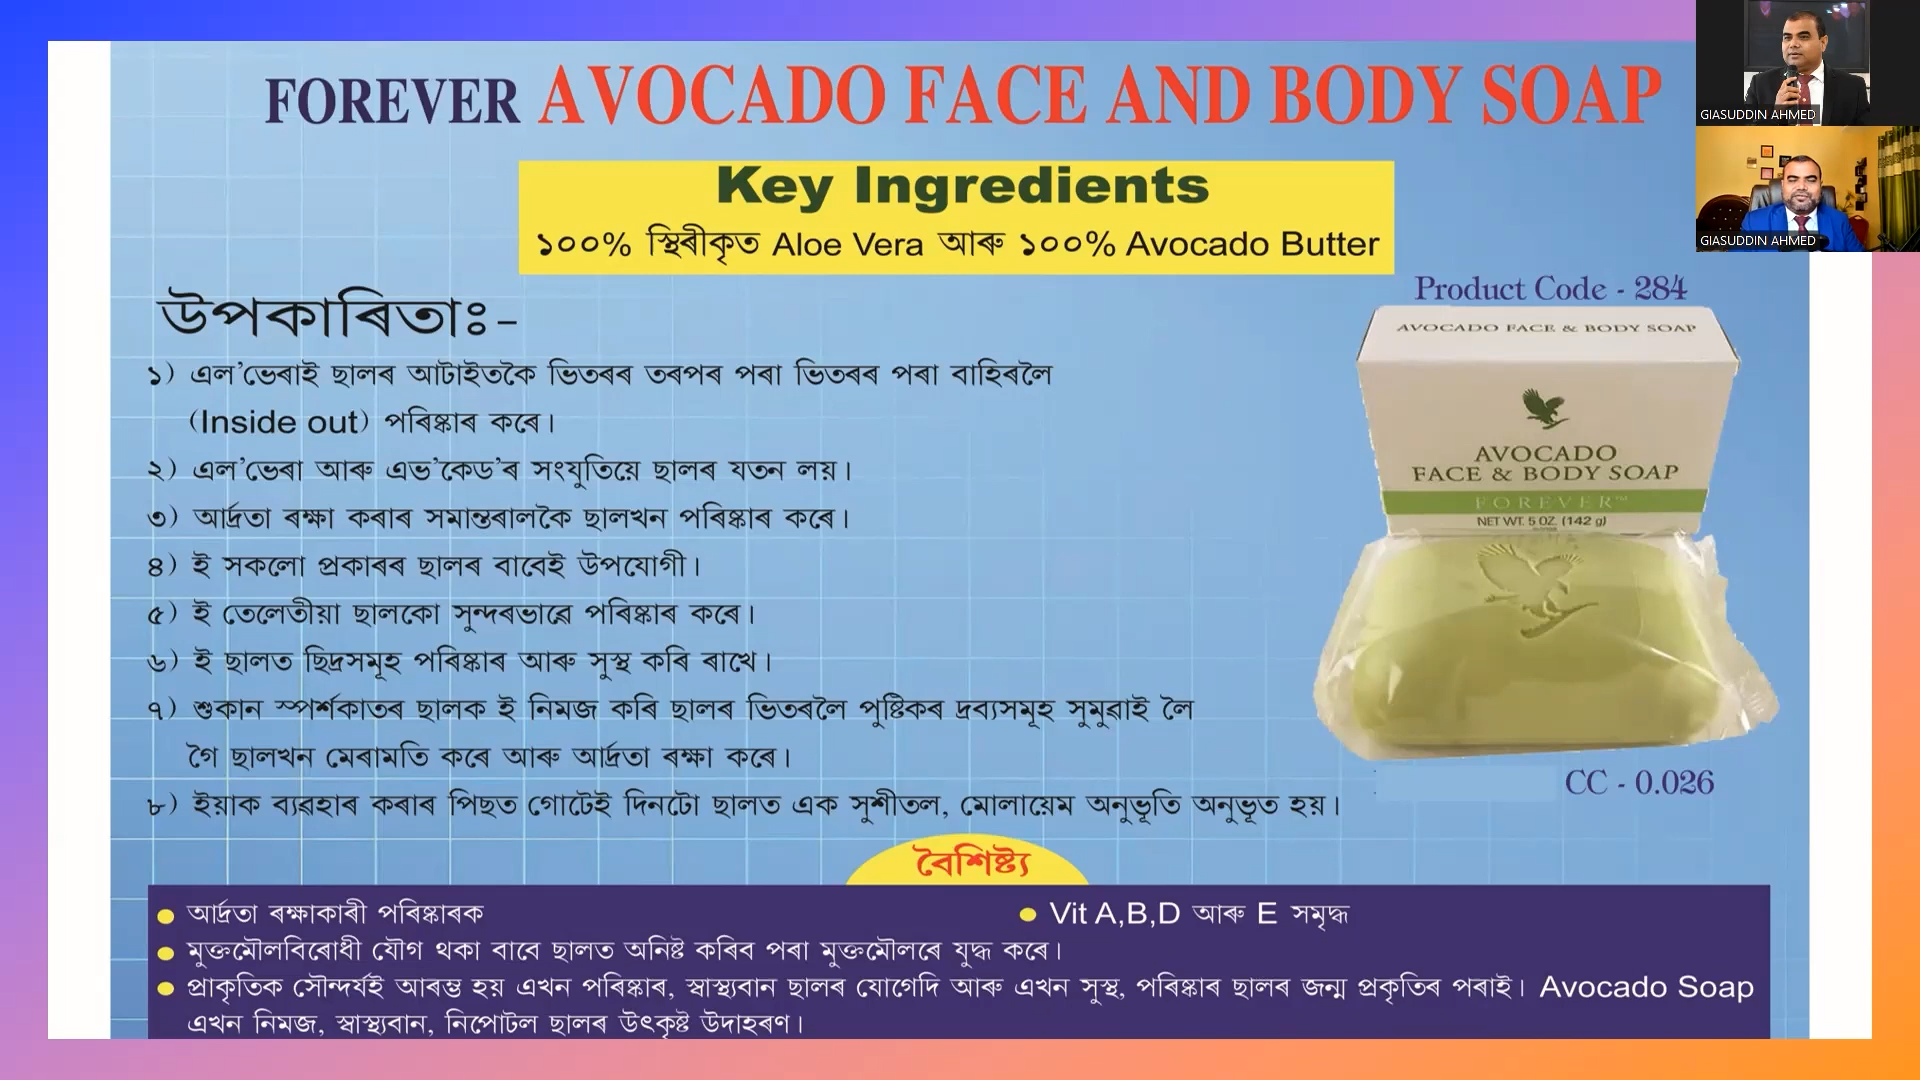 FOREVER AVOCADO FACE AND BODY SOAP
Key Ingredients
১০০% স্থিৰীকৃত Aloe Vera আৰু ১০০% Avocado Butter
উপকাৰিতাঃ-
১) এল'ভেৰাই ছালৰ আটাইতকৈ ভিতৰৰ তৰপৰ পৰা ভিতৰৰ পৰা বাহিৰলৈ
(Inside out) পৰিষ্কাৰ কৰে।
২) এল'ভেৰা আৰু এভ'কেড'ৰ সংযুতিয়ে ছালৰ যতন লয়।
৩) আৰ্দ্ৰতা ৰক্ষা কৰাৰ সমান্তৰালকৈ ছালখন পৰিষ্কাৰ কৰে।
৪) ই সকলো প্ৰকাৰৰ ছালৰ বাবেই উপযোগী।
৫) ই তেলেতীয়া ছালকো সুন্দৰভাৱে পৰিষ্কাৰ কৰে।
৬) ই ছালত ছিদ্ৰসমূহ পৰিষ্কাৰ আৰু সুস্থ কৰি ৰাখে।
৭) শুকান স্পৰ্শকাতৰ ছালক ই নিমজ কৰি ছালৰ ভিতৰলৈ পুষ্টিকৰ দ্ৰব্যসমূহ সুমুৱাই লৈ
গৈ ছালখন মেৰামতি কৰে আৰু আৰ্দ্ৰতা ৰক্ষা কৰে।
৮) ইয়াক ব্যৱহাৰ কৰাৰ পিছত গোটেই দিনটো ছালত এক সুশীতল, মোলায়েম অনুভূতি অনুভূত হয়।
Product Code - 284
AVOCADO FACE & BODY SOAP
AVOCADO
FACE & BODY SOAP
FOREVER™
NET WT. 5 OZ. (142 g)
CC - 0.026
বৈশিষ্ট্য
আৰ্দ্ৰতা ৰক্ষাকাৰী পৰিষ্কাৰক
Vit A,B,D আৰু E সমৃদ্ধ
মুক্তমৌলবিৰোধী যৌগ থকা বাবে ছালত অনিষ্ট কৰিব পৰা মুক্তমৌলৰে যুদ্ধ কৰে।
প্ৰাকৃতিক সৌন্দৰ্যই আৰম্ভ হয় এখন পৰিষ্কাৰ, স্বাস্থ্যবান ছালৰ যোগেদি আৰু এখন সুস্থ, পৰিষ্কাৰ ছালৰ জন্ম প্ৰকৃতিৰ পৰাই। Avocado Soap
এখন নিমজ, স্বাস্থ্যবান, নিপোটল ছালৰ উৎকৃষ্ট উদাহৰণ।
GIASUDDIN AHMED
GIASUDDIN AHMED